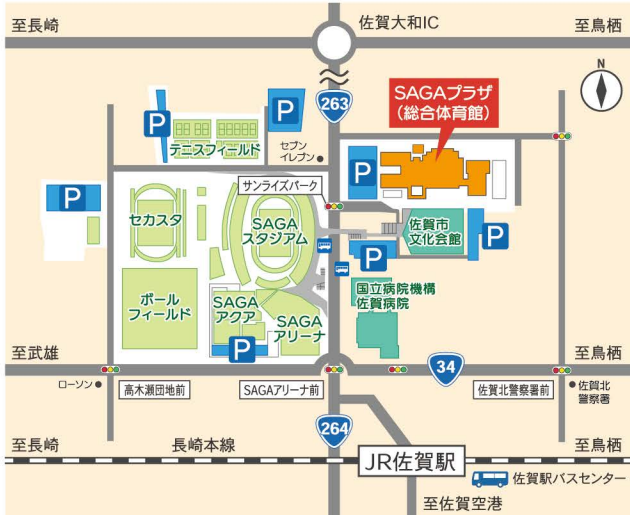 至長崎
佐賀大和IC
至鳥栖
N
263
SAGAプラザ
(総合体育館)
P
P
テニスフィールド
セブン
イレブン
P
サンライズパーク
P
セカスタ
SAGA
スタジアム
佐賀市
文化会館
P
P
ボール
フィールド
SAGA
アクア
SAGA
アリーナ
P
国立病院機構
佐賀病院
至武雄
34
至鳥栖
ローソン
高木瀬団地前
SAGAアリーナ前
佐賀北警察署前
佐賀北
警察署
264
至長崎
長崎本線
至鳥栖
JR佐賀駅
佐賀駅バスセンター
至佐賀空港